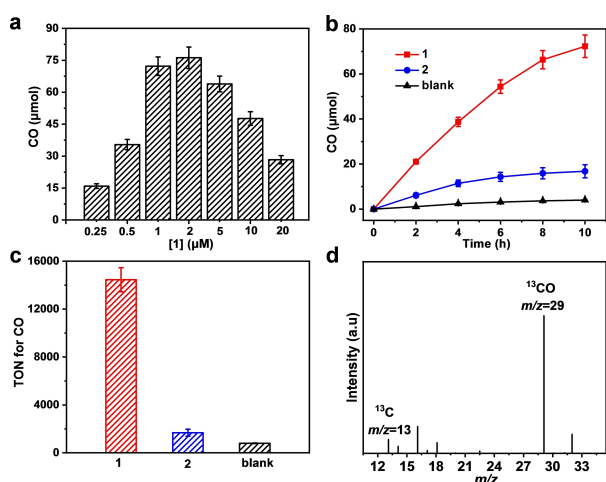 a
90
75
60
45
30
15
0
CO (μmol)
0.25 0.5 1 2 5 10 20
[1] (μM)
b
80
60
40
20
0
CO (μmol)
1
2
blank
0 2 4 6 8 10
Time (h)
c
16000
12000
8000
4000
0
TON for CO
1 2 blank
d
Intensity (a.u)
¹³CO
m/z=29
¹³C
m/z=13
12 15 18 21 24 27 30 33
m/z